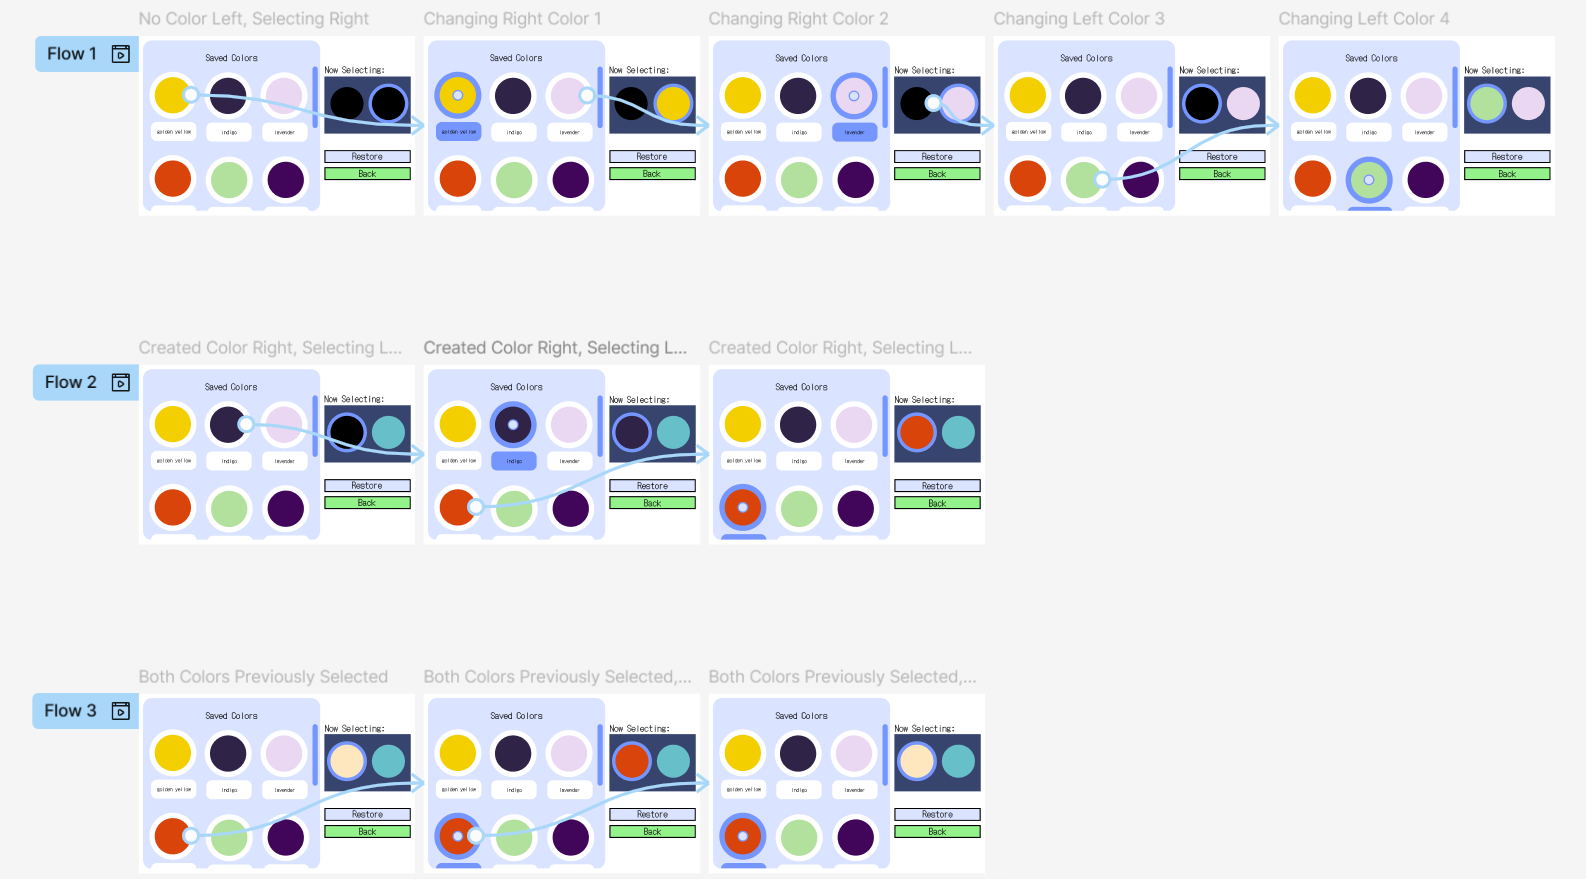 No Color Left, Selecting Right
Changing Right Color 1
Changing Right Color 2
Changing Left Color 3
Changing Left Color 4
Flow 1
Saved Colors
Now Selecting:
golden yellow
indigo
lavender
Restore
Back
Saved Colors
Now Selecting:
golden yellow
indigo
lavender
Restore
Back
Saved Colors
Now Selecting:
golden yellow
indigo
lavender
Restore
Back
Saved Colors
Now Selecting:
golden yellow
indigo
lavender
Restore
Back
Saved Colors
Now Selecting:
golden yellow
indigo
lavender
Restore
Back
Created Color Right, Selecting L...
Created Color Right, Selecting L...
Created Color Right, Selecting L...
Flow 2
Saved Colors
Now Selecting:
golden yellow
indigo
lavender
Restore
Back
Saved Colors
Now Selecting:
golden yellow
indigo
lavender
Restore
Back
Saved Colors
Now Selecting:
golden yellow
indigo
lavender
Restore
Back
Both Colors Previously Selected
Both Colors Previously Selected,...
Both Colors Previously Selected,...
Flow 3
Saved Colors
Now Selecting:
golden yellow
indigo
lavender
Restore
Back
Saved Colors
Now Selecting:
golden yellow
indigo
lavender
Restore
Back
Saved Colors
Now Selecting:
golden yellow
indigo
lavender
Restore
Back